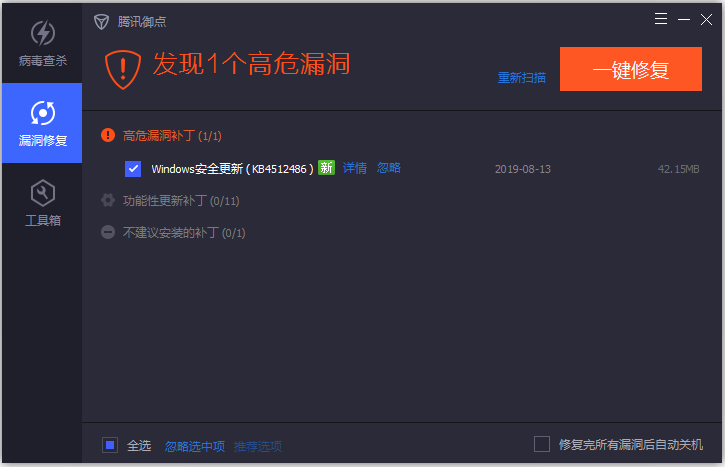 腾讯御点
病毒查杀
发现1个高危漏洞
重新扫描
一键修复
漏洞修复
高危漏洞补丁 (1/1)
Windows安全更新 ( KB4512486 ) 新 详情 忽略 2019-08-13 42.15MB
工具箱
功能性更新补丁 (0/11)
不建议安装的补丁 (0/1)
全选 忽略选中项 推荐选项 修复完所有漏洞后自动关机